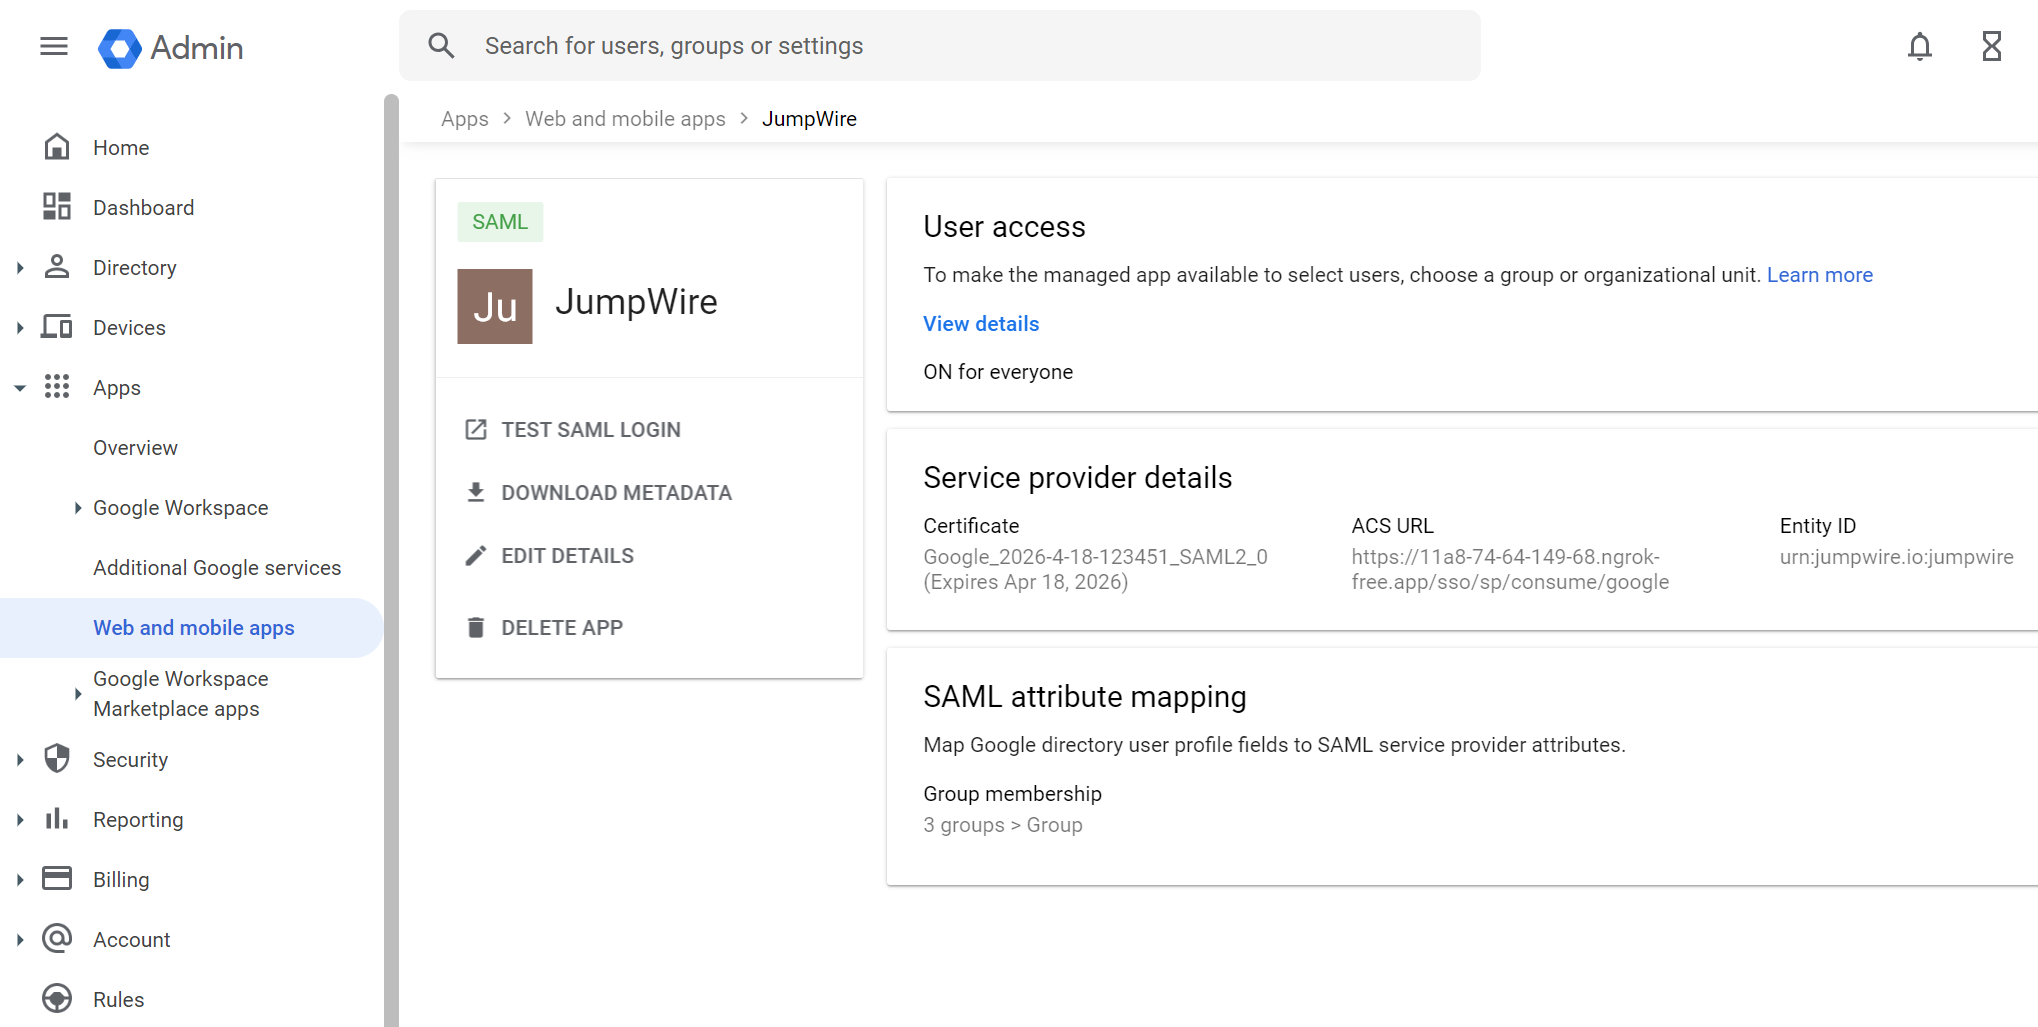 Admin
Search for users, groups or settings
Home
Dashboard
Directory
Devices
Apps
Overview
Google Workspace
Additional Google services
Web and mobile apps
Google Workspace
Marketplace apps
Security
Reporting
Billing
Account
Rules
Apps > Web and mobile apps > JumpWire
SAML
Ju
JumpWire
TEST SAML LOGIN
DOWNLOAD METADATA
EDIT DETAILS
DELETE APP
User access
To make the managed app available to select users, choose a group or organizational unit. Learn more
View details
ON for everyone
Service provider details
Certificate
Google_2026-4-18-123451_SAML2_0
(Expires Apr 18, 2026)
ACS URL
https://11a8-74-64-149-68.ngrok-
free.app/sso/sp/consume/google
Entity ID
urn:jumpwire.io:jumpwire
SAML attribute mapping
Map Google directory user profile fields to SAML service provider attributes.
Group membership
3 groups > Group